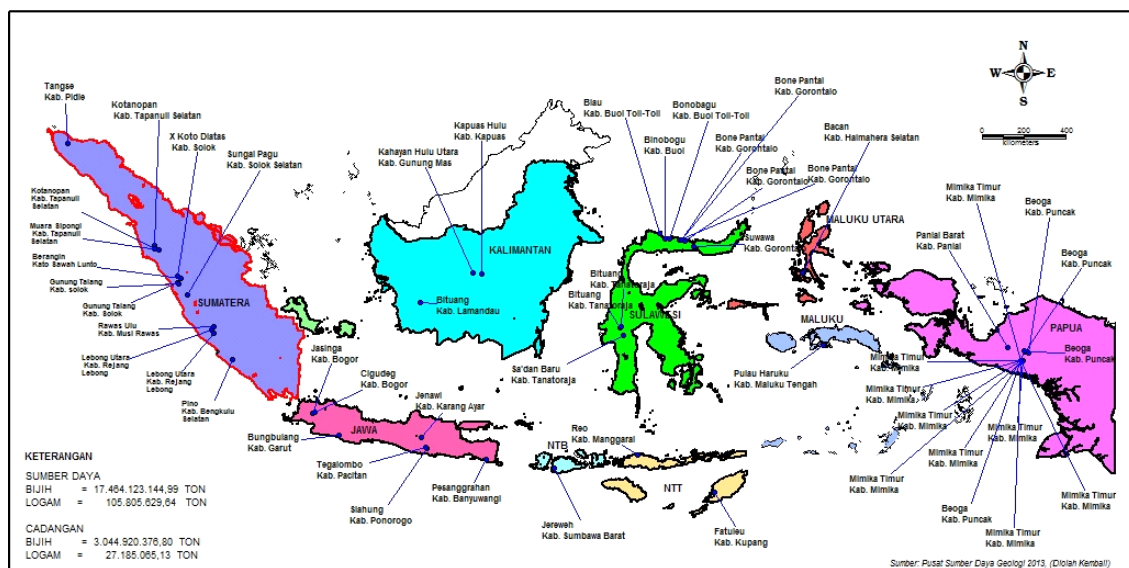 N
W E
S
200 0 200 400
kilometers
Tangse
Kab. Pidie
Kotanopan
Kab. Tapanuli Selatan
X Koto Diatas
Kab. Solok
Sungai Pagu
Kab. Solok Selatan
Kotanopan
Kab. Tapanuli
Selatan
Muara Sipongi
Kab. Tapanuli
Selatan
Berangin
Kato Sawah Lunto
Gunung Talang
Kab. solok
Gunung Talang
Kab. Solok
Rawas Ulu
Kab. Musi Rawas
Lebong Utara
Kab. Rejang
Lebong
Lebong Utara
Kab. Rejang
Lebong
Pino
Kab. Bengkulu
Selatan
SUMATERA
Kapuas Hulu
Kab. Kapuas
Kahayan Hulu Utara
Kab. Gunung Mas
KALIMANTAN
Bituang
Kab. Lamandau
Biau
Kab. Buol Toli-Toli
Bonobagu
Kab. Buol Toli-Toli
Binobogu
Kab. Buol
Bone Pantai
Kab. Gorontalo
Bone Pantai
Kab. Gorontalo
Bone Pantai
Kab. Gorontalo
Bone Pantai
Kab. Gorontalo
Suwawa
Kab. Gorontalo
Bacan
Kab. Halmahera Selatan
MALUKU UTARA
Bituang
Kab. Tanatoraja
Bituang
Kab. Tanatoraja
SULAWESI
Sa'dan Baru
Kab. Tanatoraja
MALUKU
Pulau Haruku
Kab. Maluku Tengah
Mimika Timur
Kab. Mimika
Beoga
Kab. Puncak
Paniai Barat
Kab. Paniai
Beoga
Kab. Puncak
PAPUA
Beoga
Kab. Puncak
Mimika Timur
Kab. Mimika
Mimika Timur
Kab. Mimika
Mimika Timur
Kab. Mimika
Mimika Timur
Kab. Mimika
Mimika Timur
Kab. Mimika
Mimika Timur
Kab. Mimika
Mimika Timur
Kab. Mimika
Beoga
Kab. Puncak
Mimika Timur
Kab. Mimika
Jasinga
Kab. Bogor
Cigudeg
Kab. Bogor
Jenawi
Kab. Karang Ayar
JAWA
Bungbulang
Kab. Garut
Tegalombo
Kab. Pacitan
Slahung
Kab. Ponorogo
Pesanggrahan
Kab. Banyuwangi
Reo
Kab. Manggarai
NTB
NTT
Jereweh
Kab. Sumbawa Barat
Fatuleu
Kab. Kupang
KETERANGAN
SUMBER DAYA
BIJIH = 17.464.123.144,99 TON
LOGAM = 105.805.629,64 TON
CADANGAN
BIJIH = 3.044.920.376,80 TON
LOGAM = 27.185.065,13 TON
Sumber: Pusat Sumber Daya Geologi 2013, (Diolah Kembali)